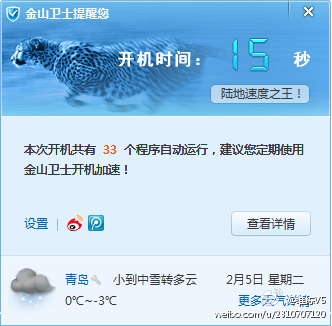 金山卫士提醒您
开机时间： 15 秒
陆地速度之王！
本次开机共有 33 个程序自动运行，建议您定期使用
金山卫士开机加速！
设置
查看详情
青岛 小到中雪转多云 2月5日 星期二
0℃~-3℃ 更多天气
weibo.com/u/2310707120